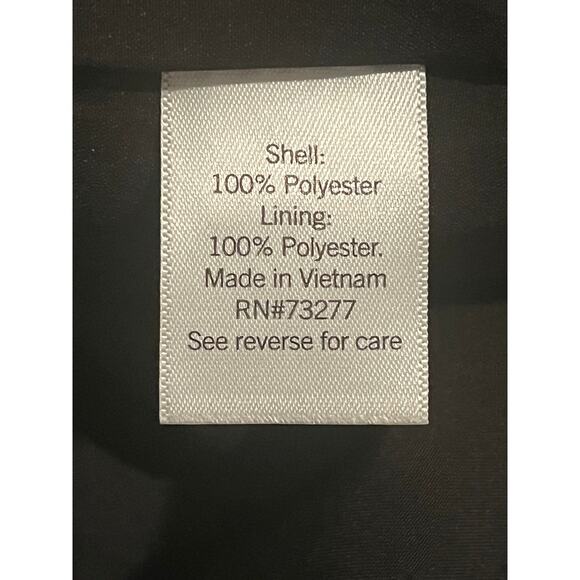 Shell:
100% Polyester
Lining:
100% Polyester.
Made in Vietnam
RN#73277
See reverse for care